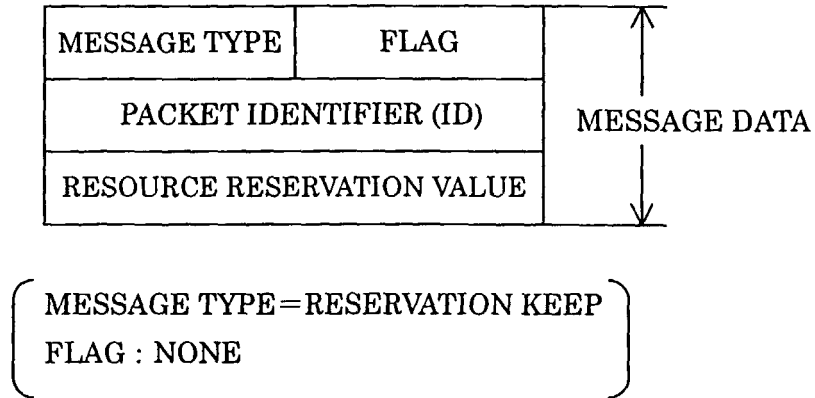 MESSAGE TYPE
FLAG
PACKET IDENTIFIER (ID)
MESSAGE DATA
RESOURCE RESERVATION VALUE
MESSAGE TYPE=RESERVATION KEEP
FLAG : NONE